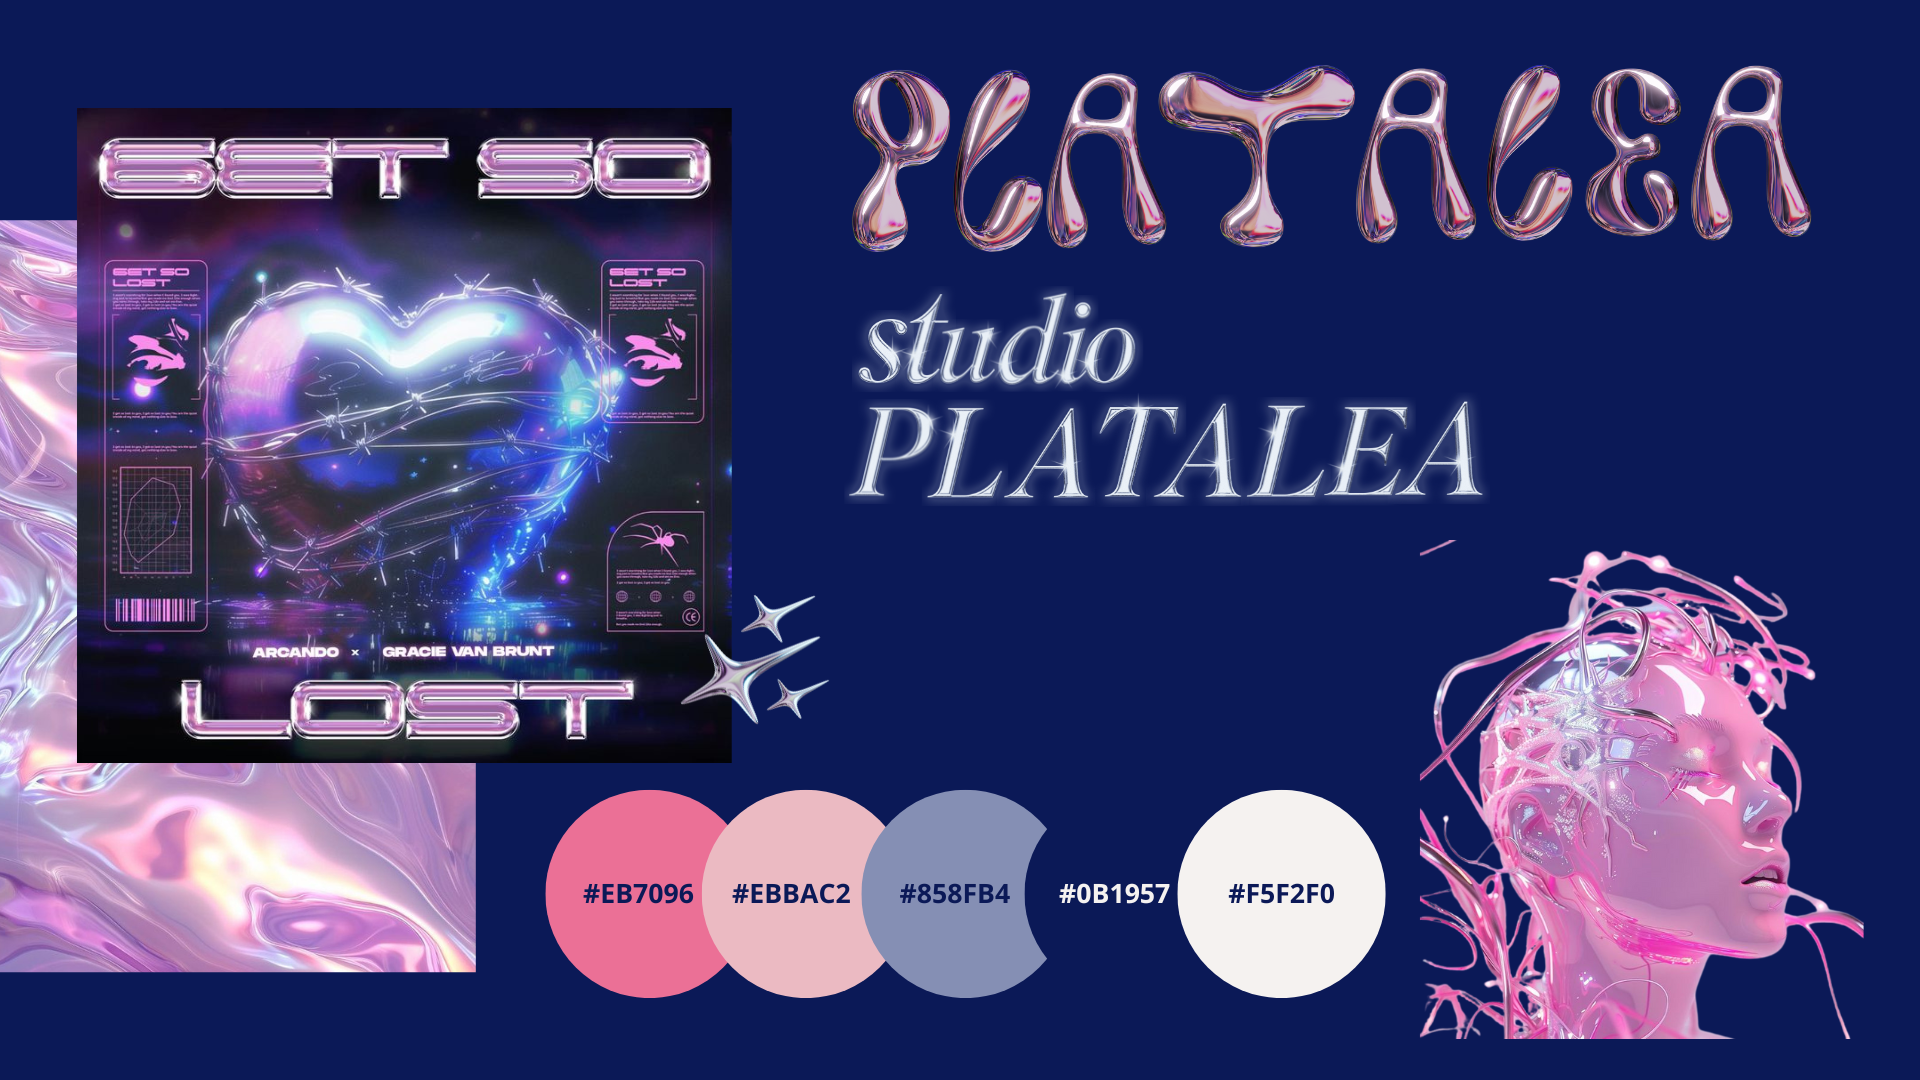 GET SO
GET SO
LOST
GET SO
LOST
ARCANDO x GRACIE VAN BRUNT
LOST
PLATALEA
studio
PLATALEA
#EB7096
#EBBAC2
#858FB4
#0B1957
#F5F2F0